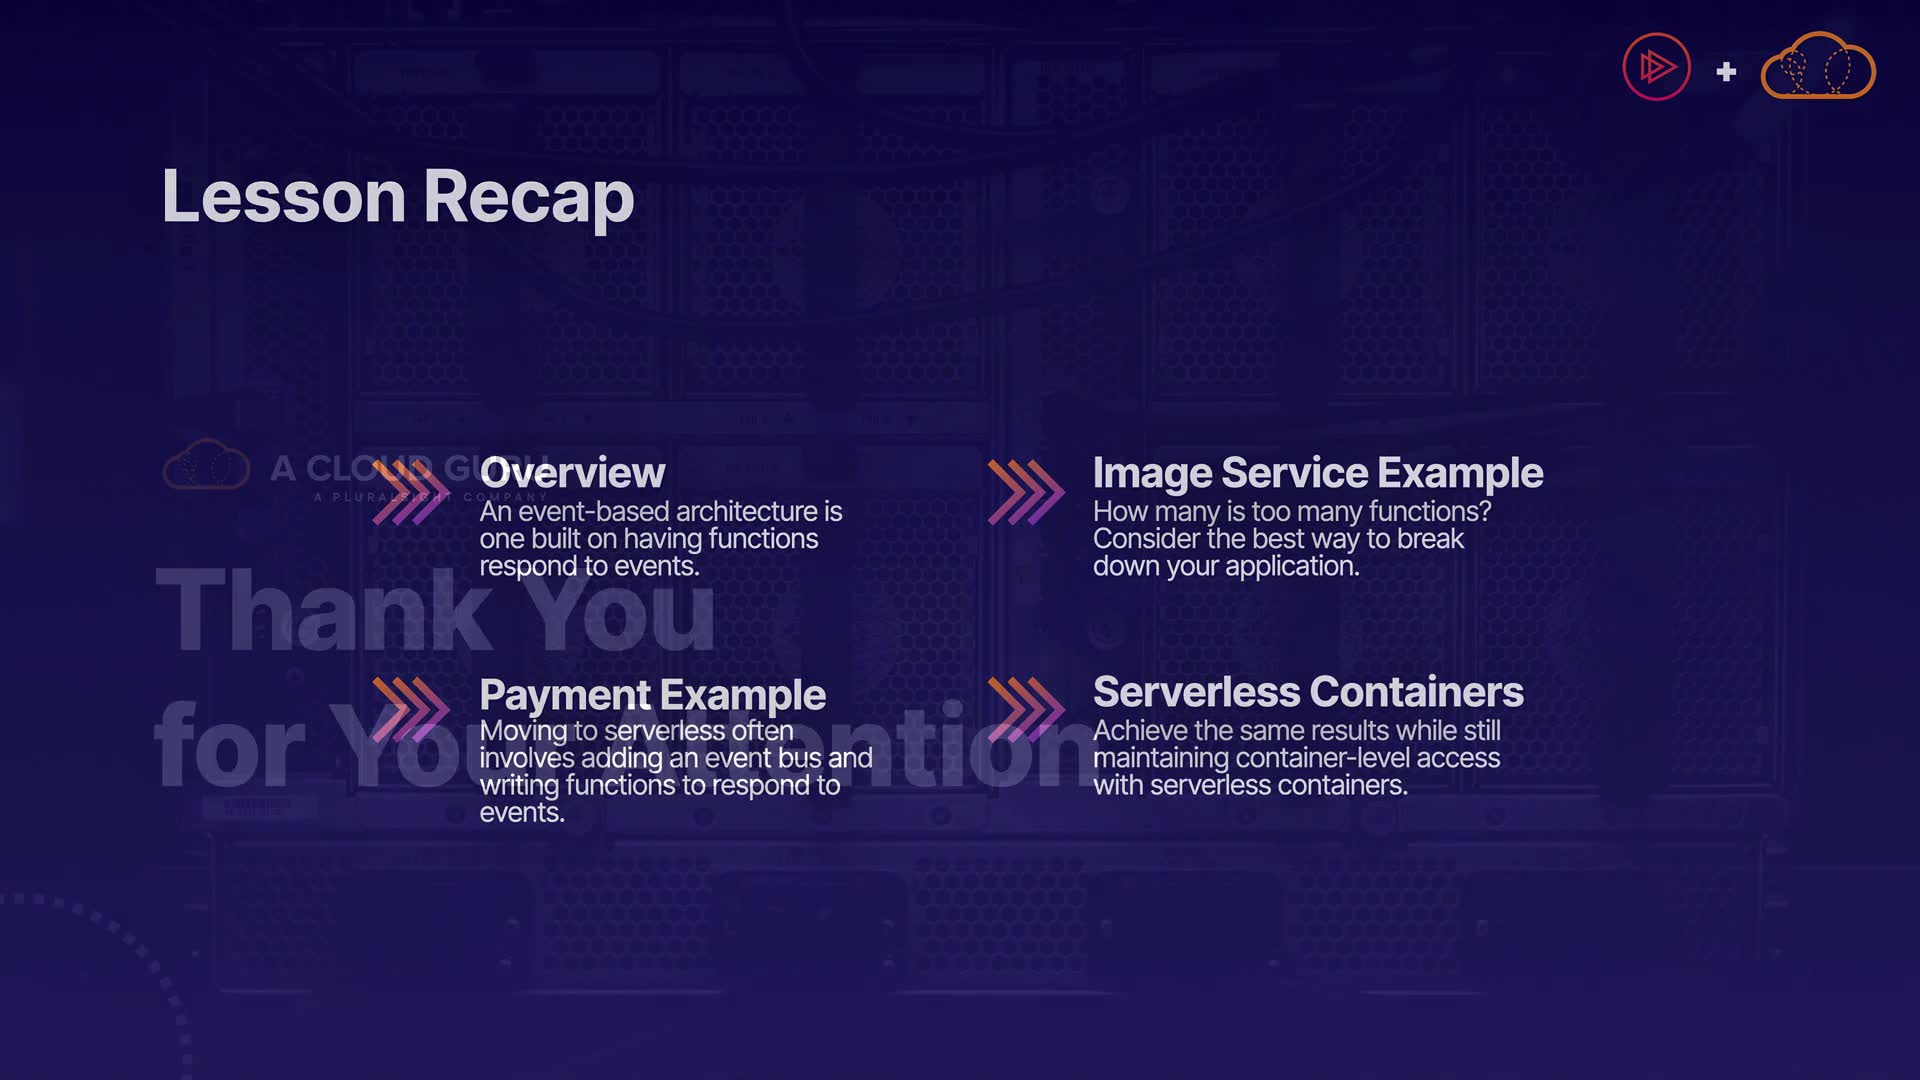 Lesson Recap
A CLOUD GURU
A PLURALSIGHT COMPANY
Overview
An event-based architecture is
one built on having functions
respond to events.
Image Service Example
How many is too many functions?
Consider the best way to break
down your application.
Thank You
for Your Attention
Payment Example
Moving to serverless often
involves adding an event bus and
writing functions to respond to
events.
Serverless Containers
Achieve the same results while still
maintaining container-level access
with serverless containers.